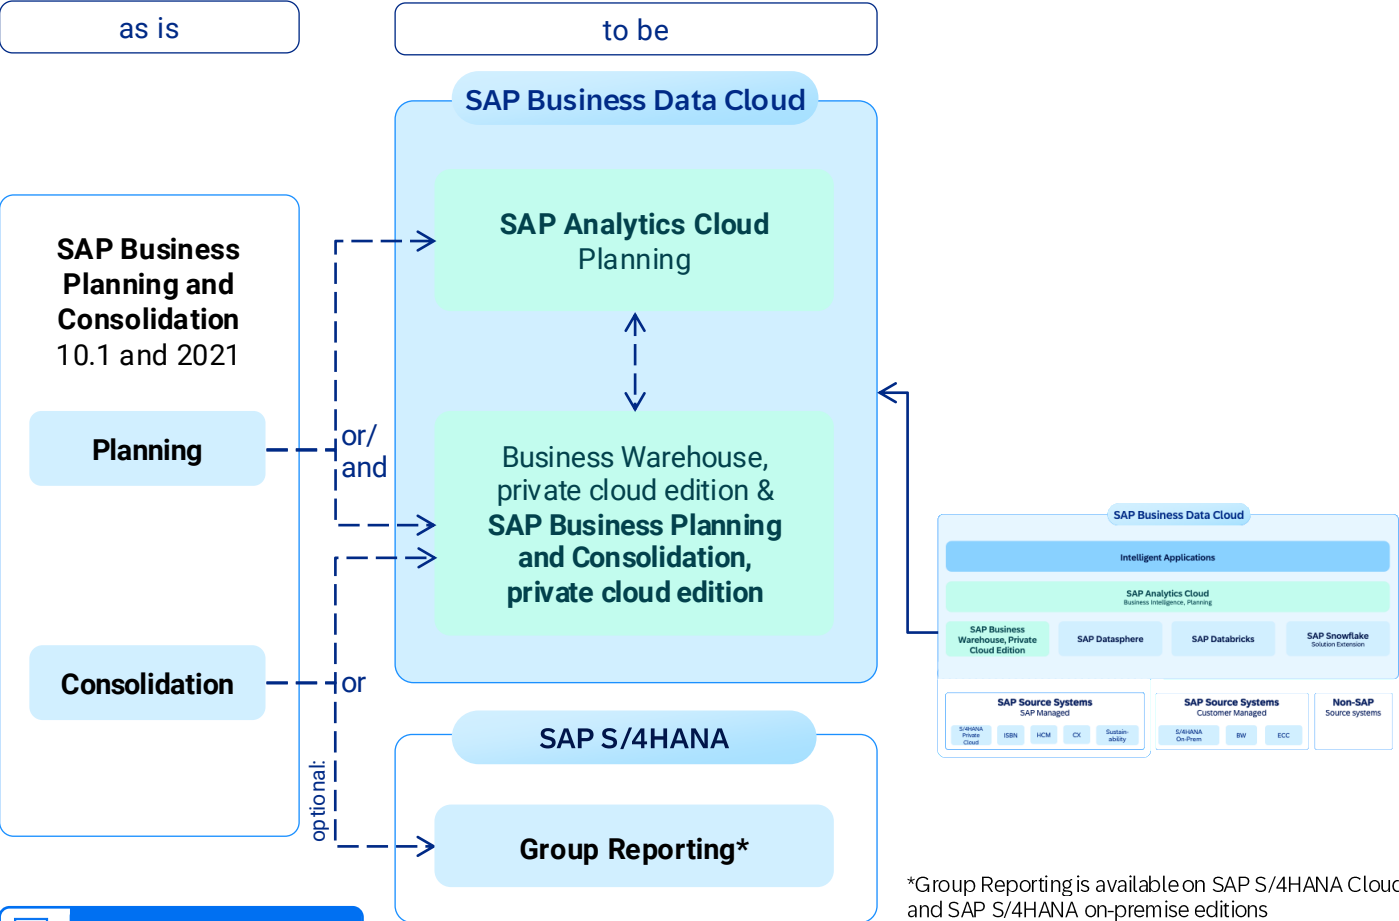 as is
to be
SAP Business Data Cloud
SAP Business
Planning and
Consolidation
10.1 and 2021
Planning
Consolidation
or/
and
or
optional:
SAP Analytics Cloud
Planning
Business Warehouse,
private cloud edition &
SAP Business Planning
and Consolidation,
private cloud edition
SAP S/4HANA
Group Reporting*
SAP Business Data Cloud
Intelligent Applications
SAP Analytics Cloud
Business Intelligence, Planning
SAP Business
Warehouse, Private
Cloud Edition
SAP Datasphere
SAP Databricks
SAP Snowflake
Solution Extension
SAP Source Systems
SAP Managed
S/4HANA
Private
Cloud
ISBN
HCM
CX
Sustain-
ability
SAP Source Systems
Customer Managed
S/4HANA
On-Prem
BW
ECC
Non-SAP
Source systems
*Group Reporting is available on SAP S/4HANA Cloud
and SAP S/4HANA on-premise editions